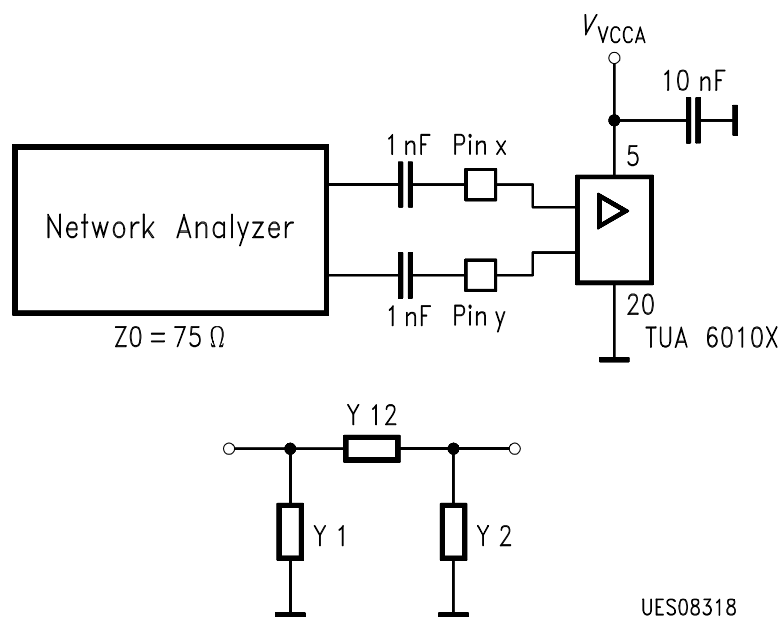 V VCCA
10 nF
1 nF Pin x
5
Network Analyzer
20
1 nF Pin y
Z0 = 75 Ω
TUA 6010X
Y 12
Y 1
Y 2
UES08318